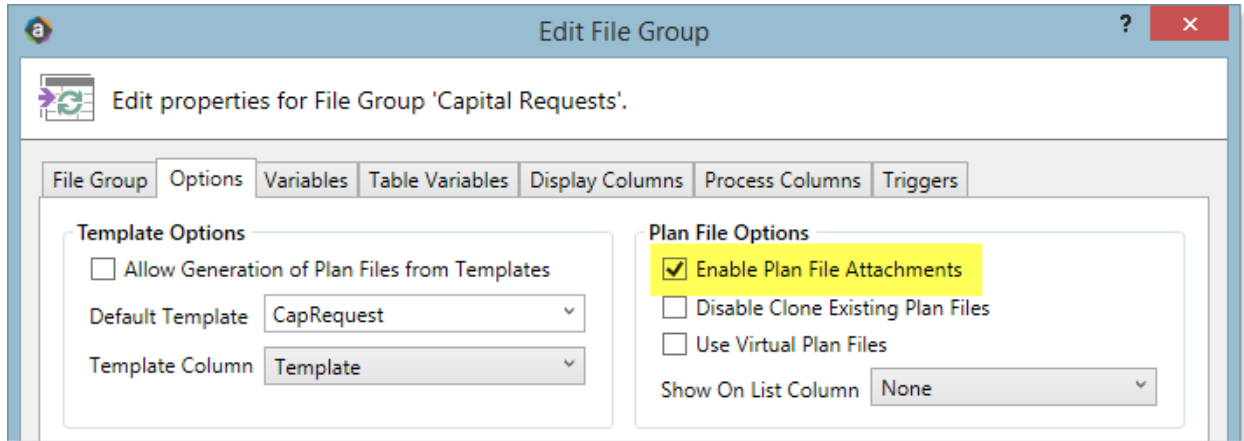 Edit File Group
?
Edit properties for File Group 'Capital Requests'.
File Group Options Variables Table Variables Display Columns Process Columns Triggers
Template Options
Allow Generation of Plan Files from Templates
Default Template CapRequest
Template Column Template
Plan File Options
Enable Plan File Attachments
Disable Clone Existing Plan Files
Use Virtual Plan Files
Show On List Column None